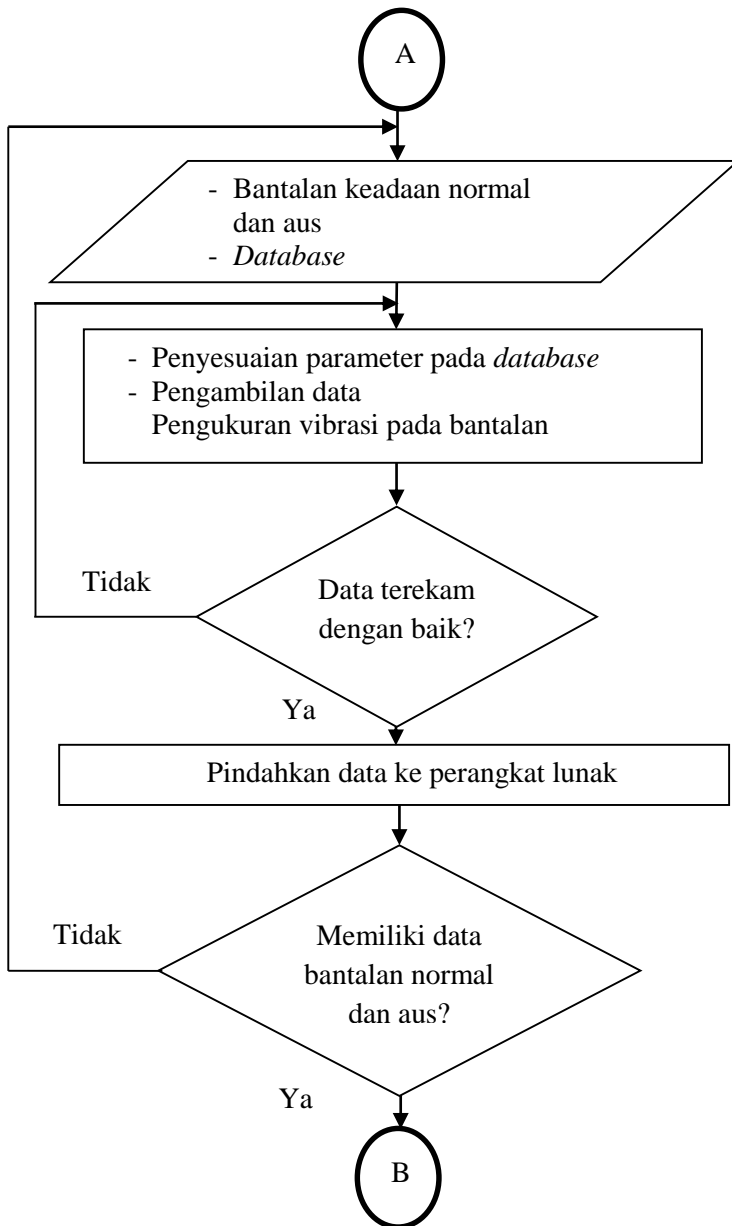 A
- Bantalan keadaan normal
dan aus
- Database
- Penyesuaian parameter pada database
- Pengambilan data
Pengukuran vibrasi pada bantalan
Tidak
Data terekam
dengan baik?
Ya
Pindahkan data ke perangkat lunak
Tidak
Memiliki data
bantalan normal
dan aus?
Ya
B